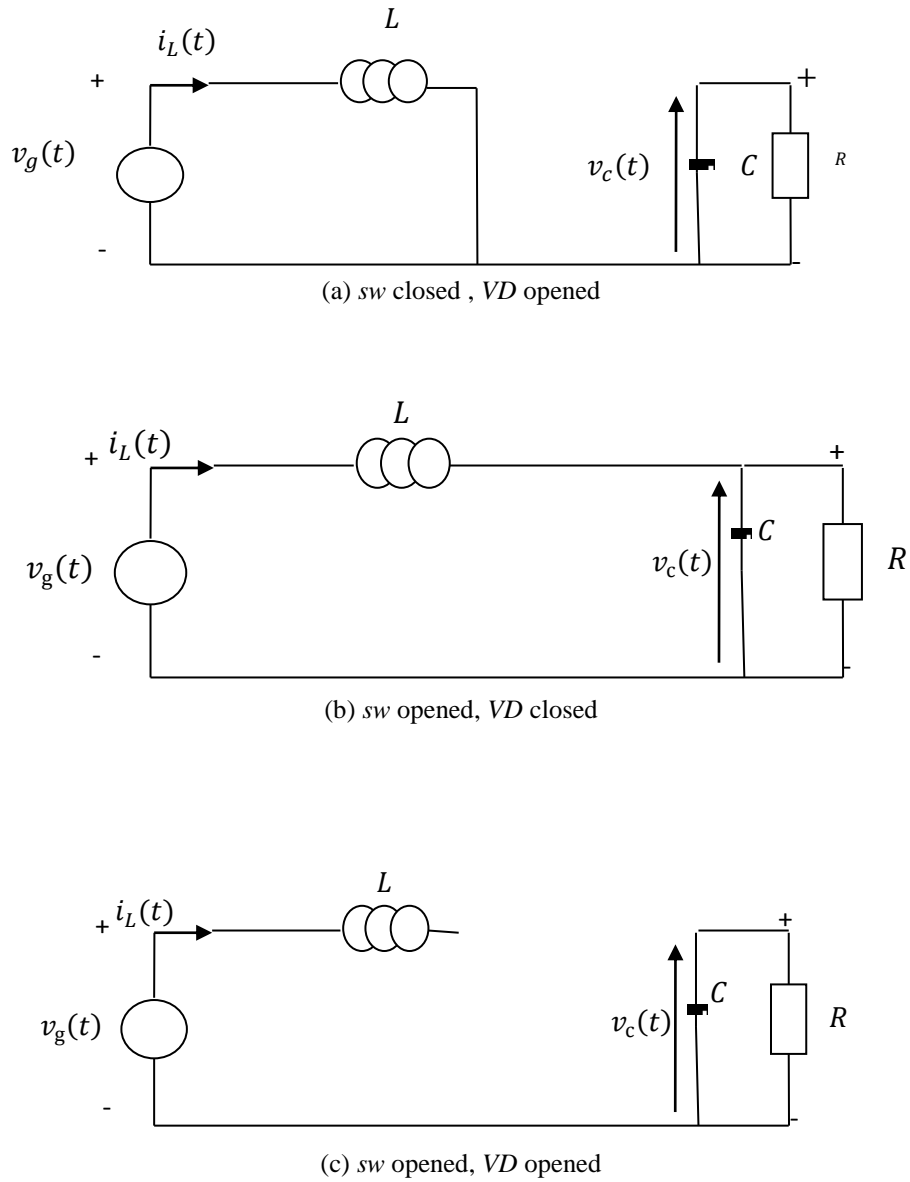 L
i_L(t)
+ +
v_g(t) v_c(t) C R
- -
(a) sw closed , VD opened
L
+ i_L(t) +
C
v_g(t) v_c(t) R
- -
(b) sw opened, VD closed
L
+ i_L(t) +
C
v_g(t) v_c(t) R
- -
(c) sw opened, VD opened